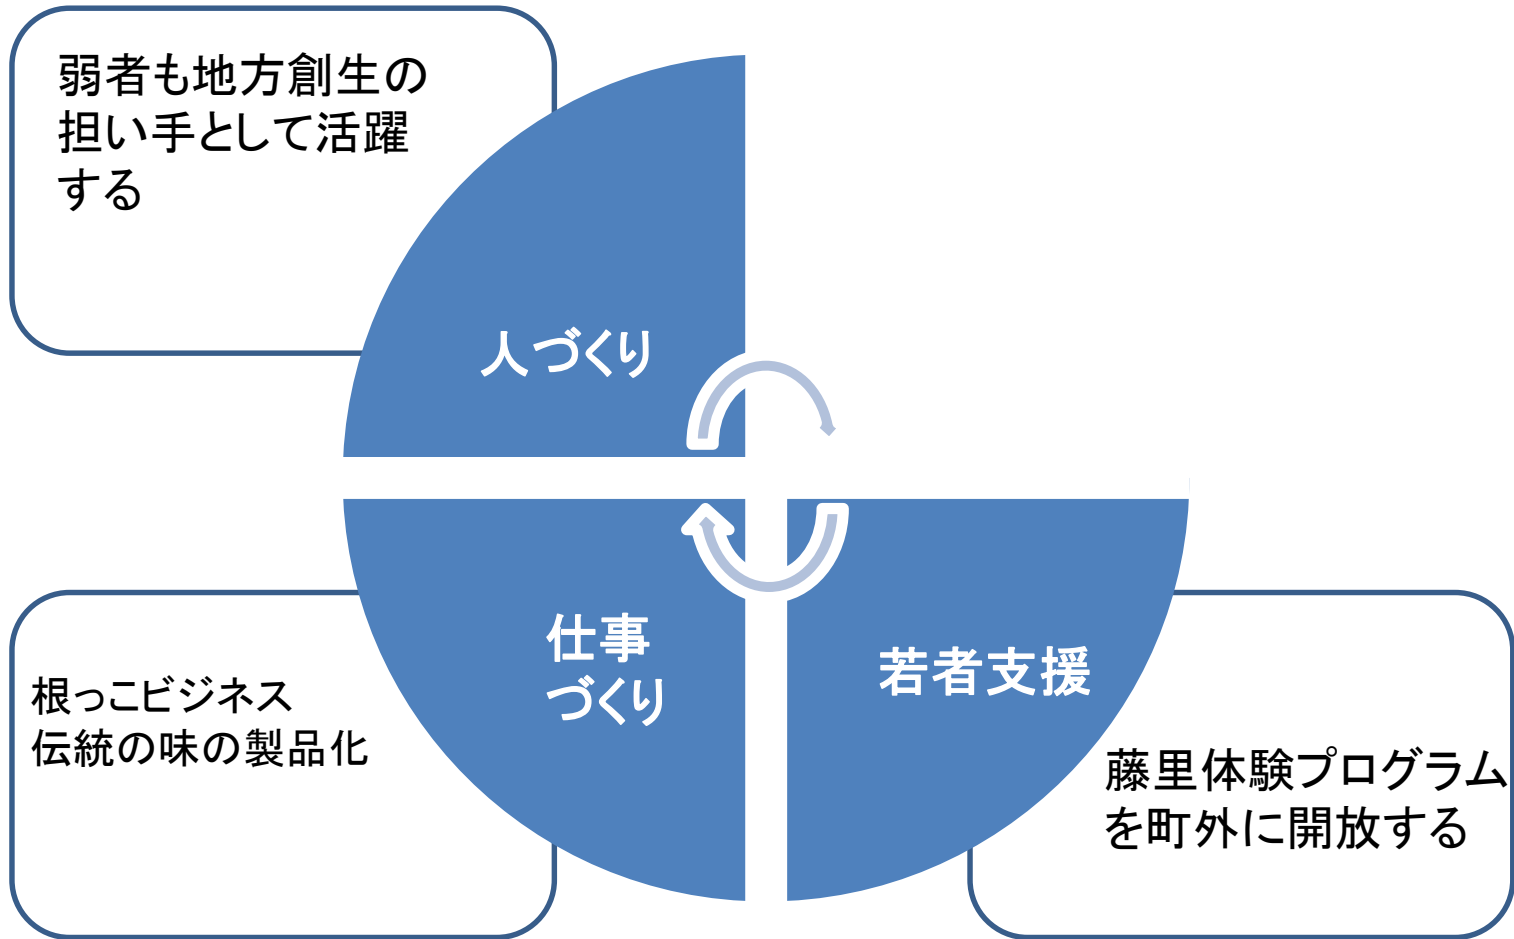 弱者も地方創生の
担い手として活躍
する
人づくり
仕事
づくり
根っこビジネス
伝統の味の製品化
若者支援
藤里体験プログラム
を町外に開放する